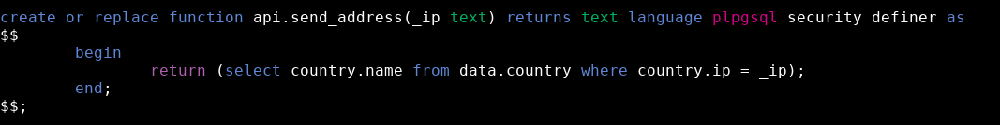 create or replace function api.send_address(_ip text) returns text language plpgsql security definer as
$$
        begin
                return (select country.name from data.country where country.ip = _ip);
        end;
$$;